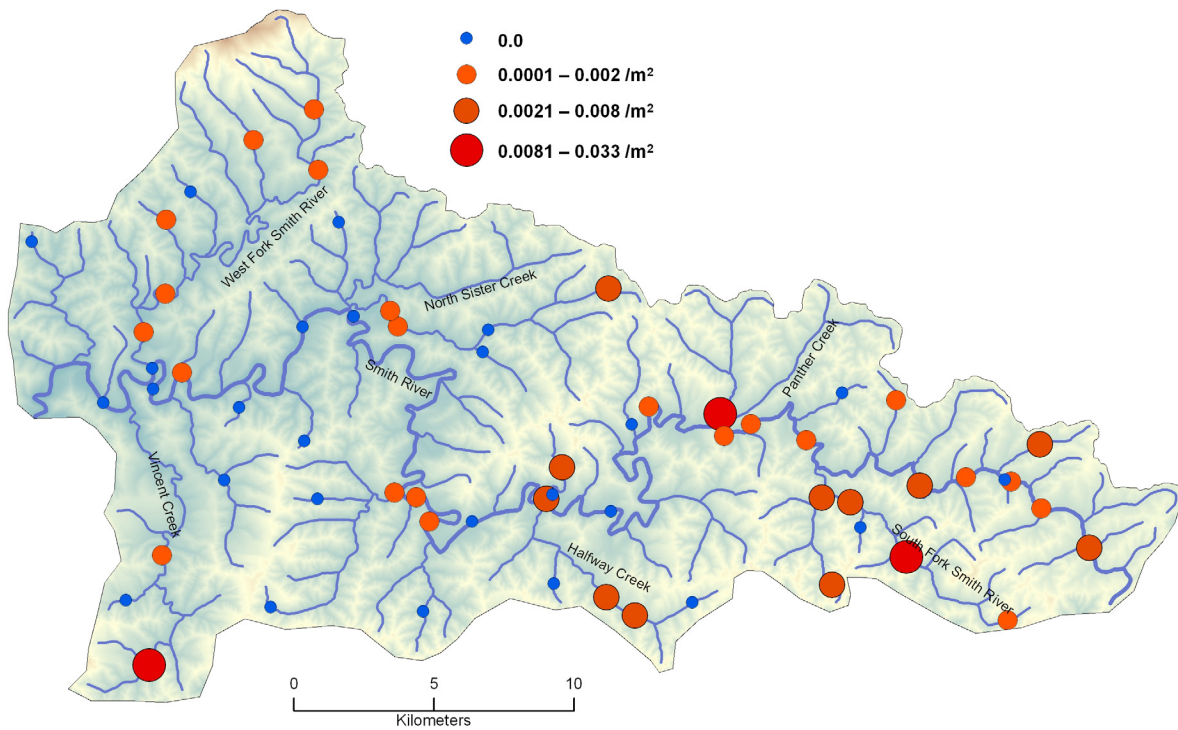 0.0
0.0001 – 0.002 /m²
0.0021 – 0.008 /m²
0.0081 – 0.033 /m²
West Fork Smith River
North Sister Creek
Smith River
Panther Creek
Vincent Creek
Halfway Creek
South Fork Smith River
0 5 10
Kilometers